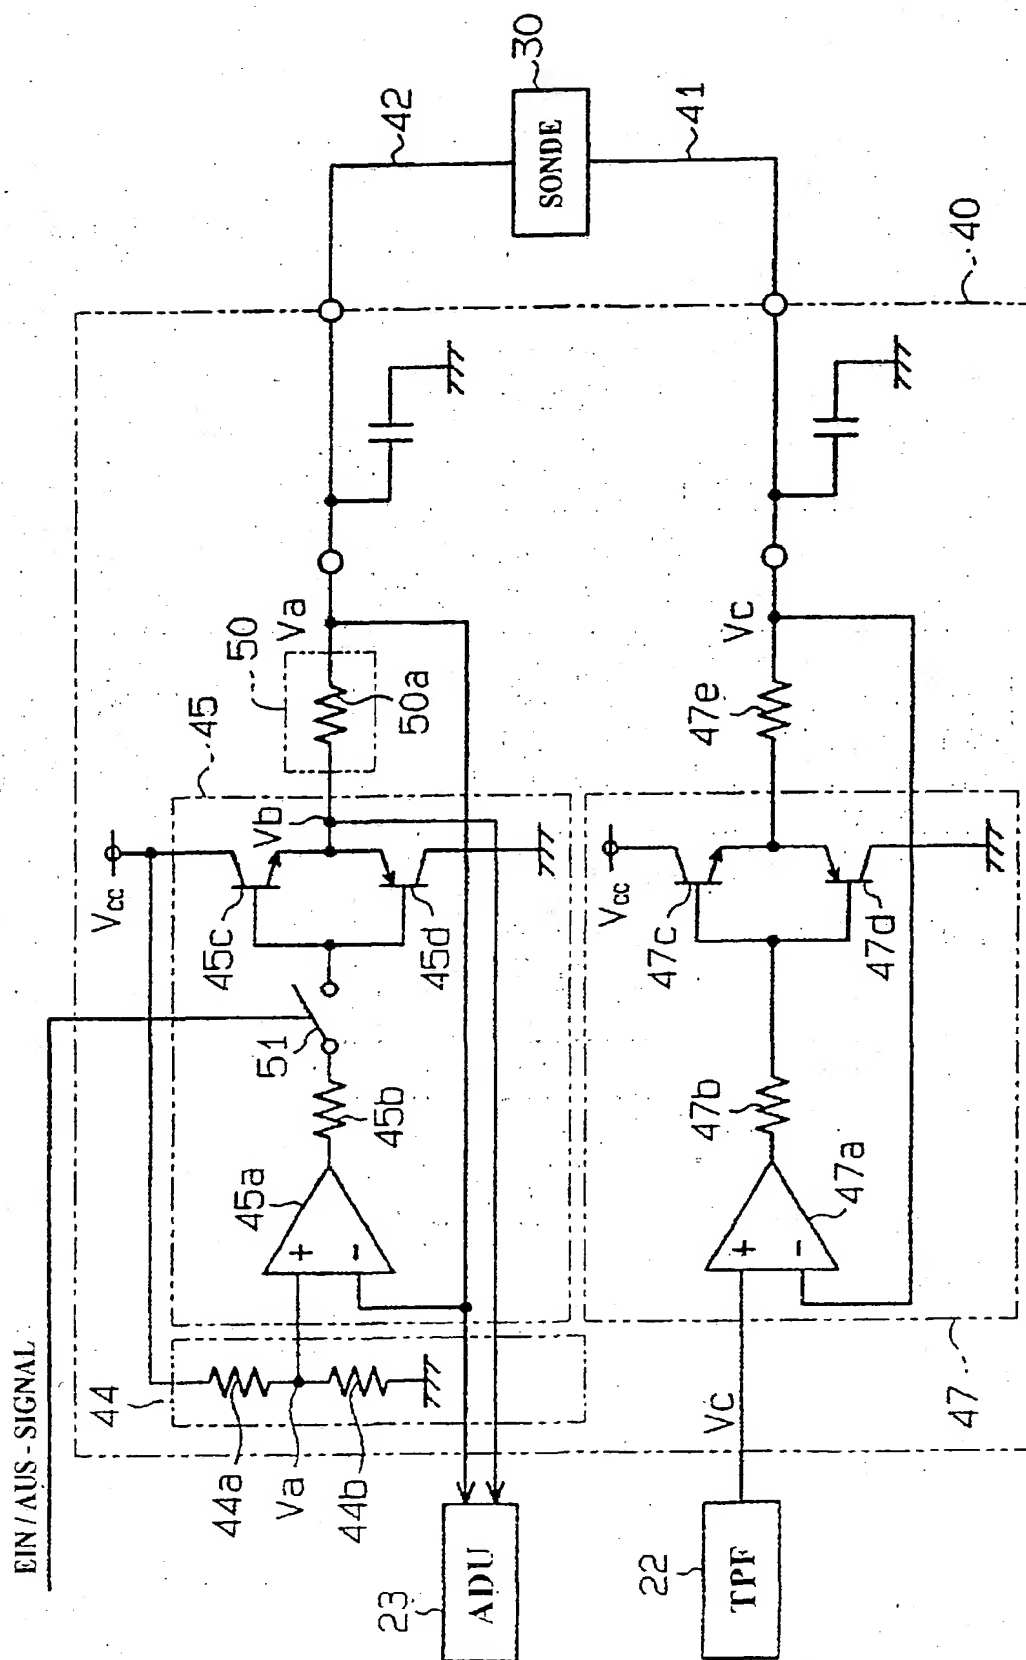 EIN / AUS - SIGNAL
44
44a
Va
44b
23
ADU
22
TPF
Vc
45a
45b
51
45c
45d
Vcc
Vb
45
50
50a
Va
42
30
SONDE
41
40
47
47a
47b
47c
47d
Vcc
47e
Vc
+
-
+
-